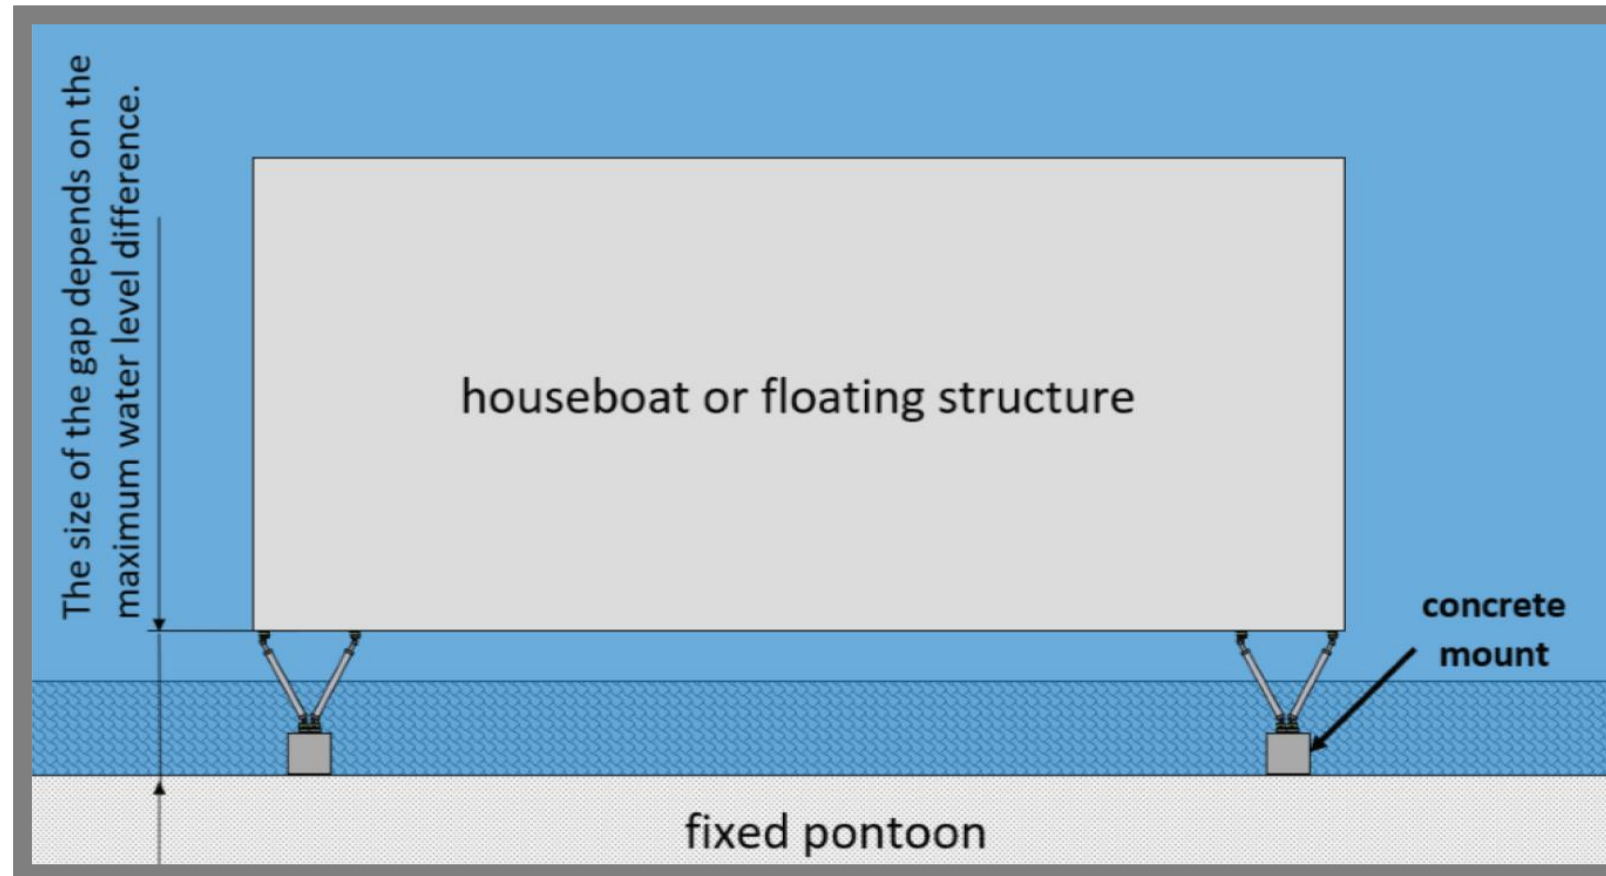 The size of the gap depends on the
maximum water level difference.
houseboat or floating structure
concrete
mount
fixed pontoon